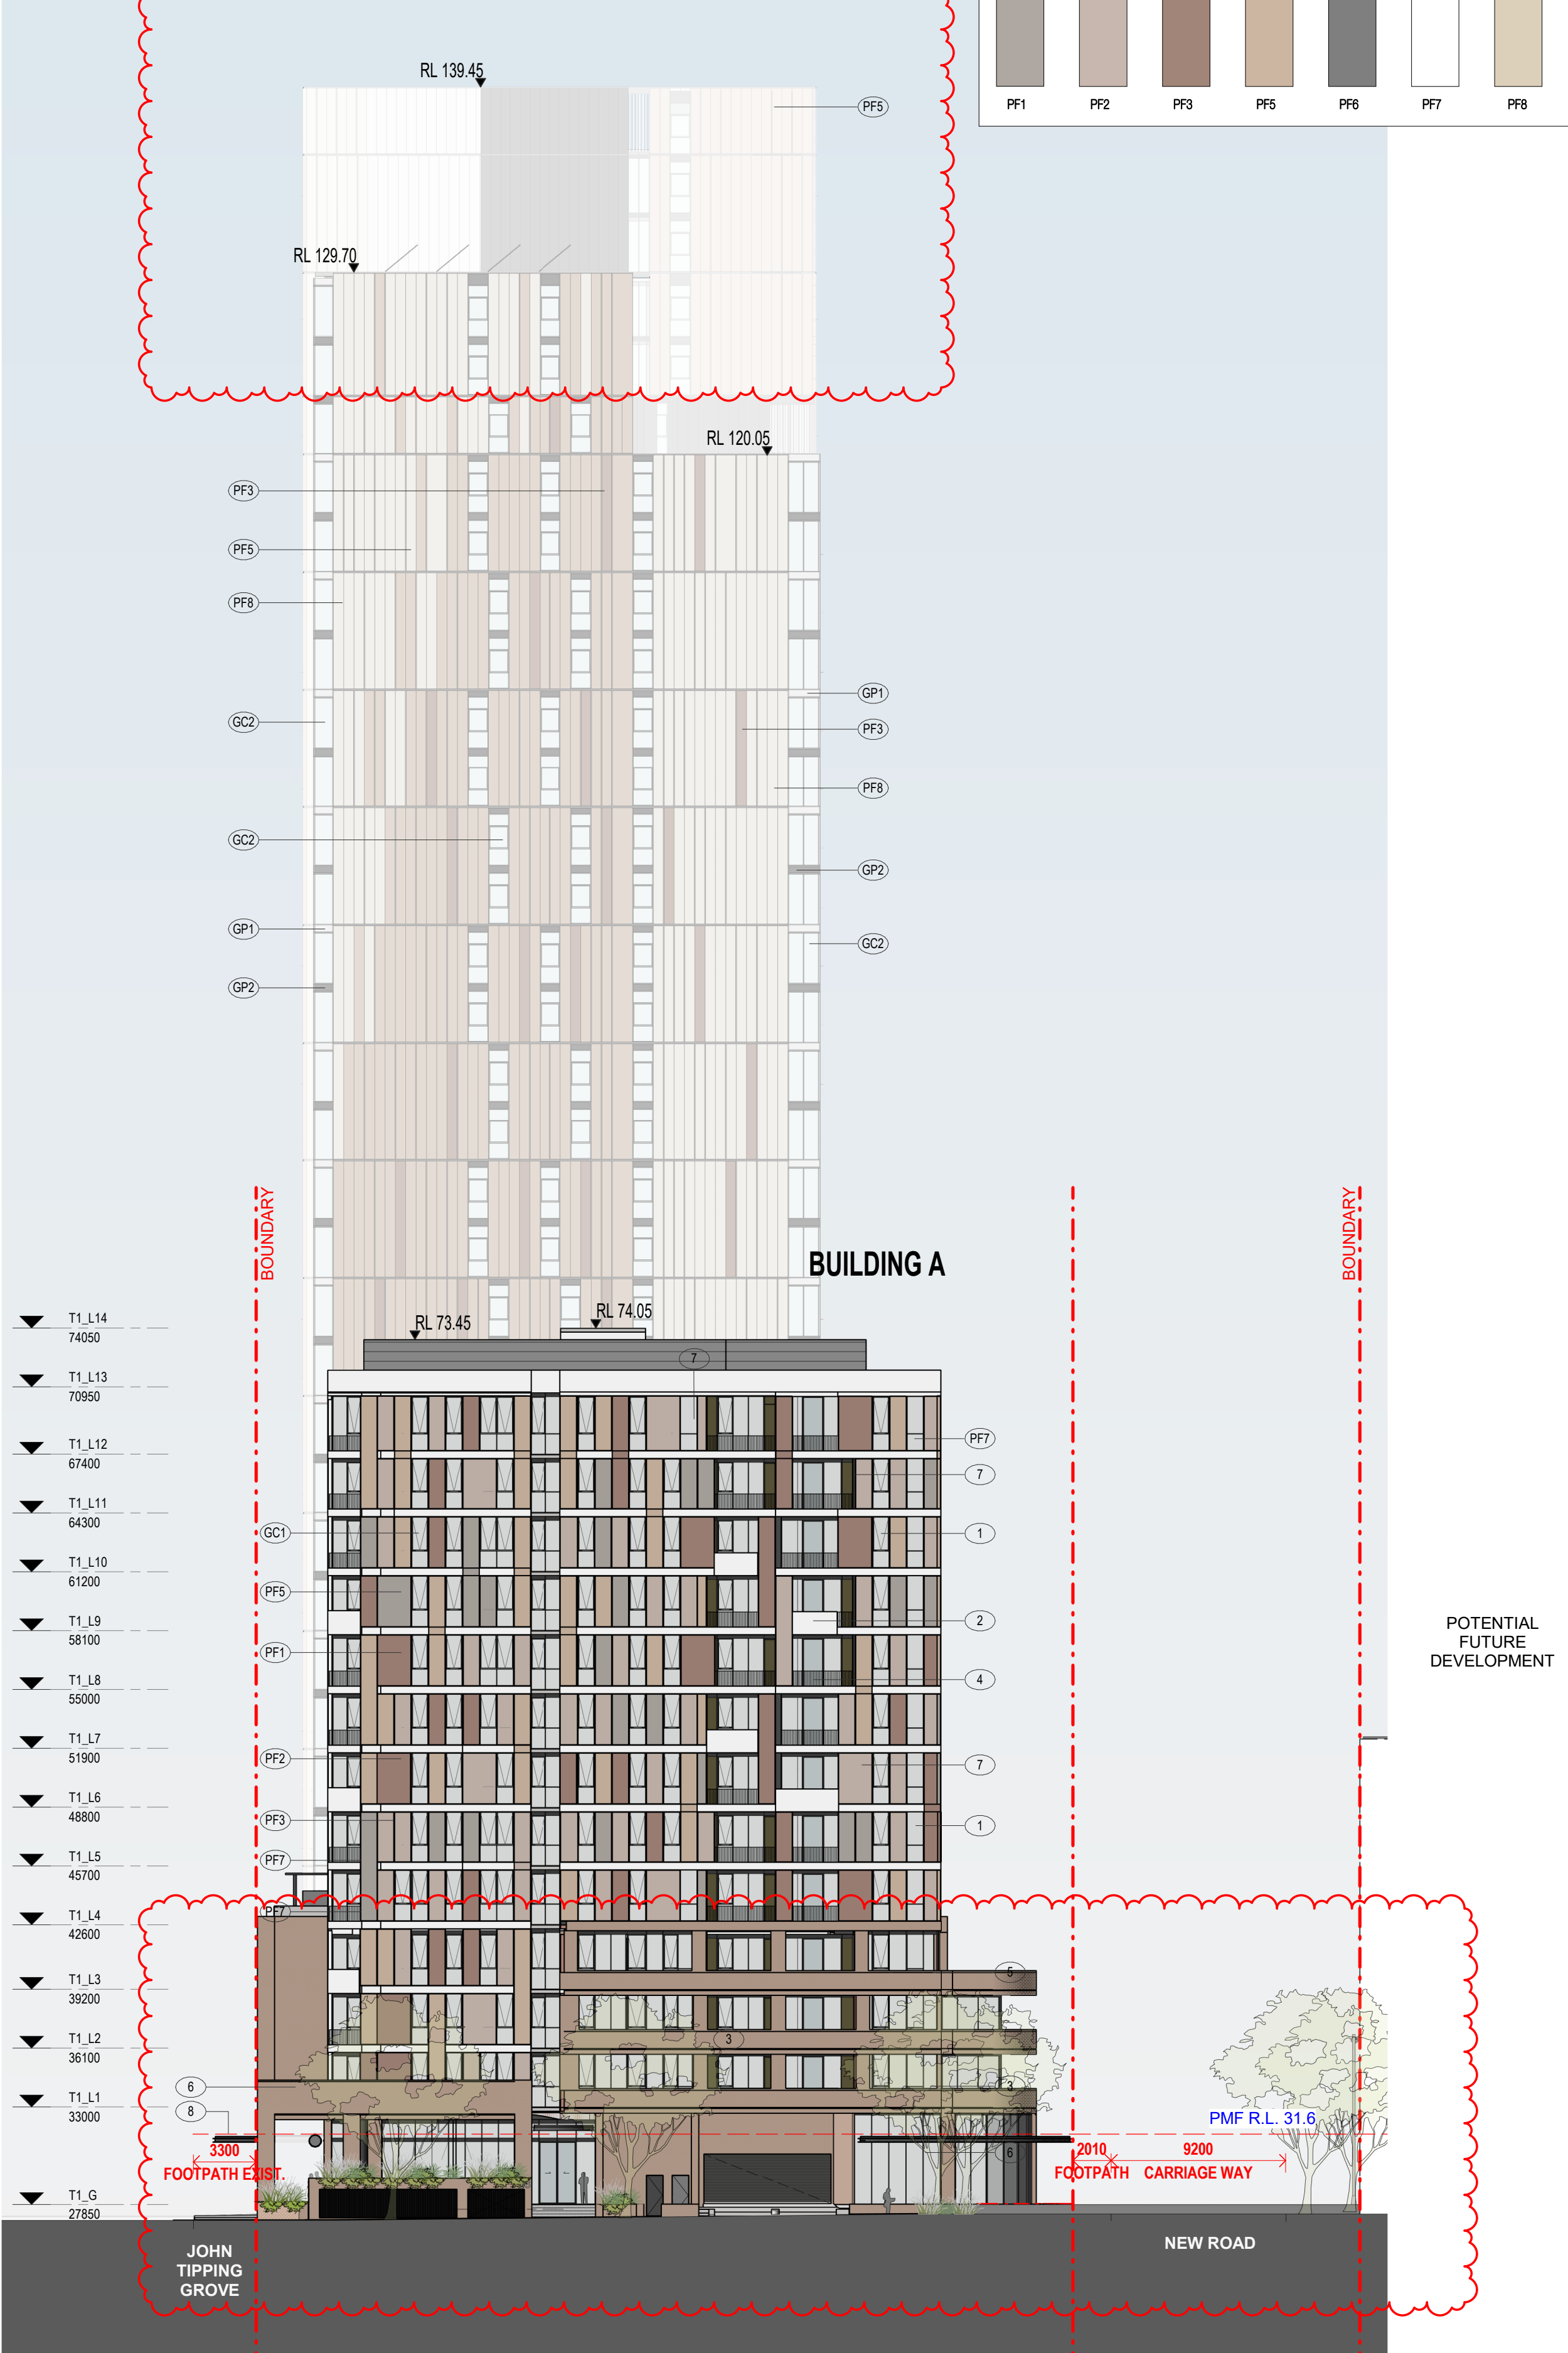 PF1 PF2 PF3 PF5 PF6 PF7 PF8
RL 139.45
PF5
RL 129.70
RL 120.05
PF3
PF5
PF8
GP1
GC2
PF3
PF8
GC2
GP2
GP1
GC2
GP2
BOUNDARY
BOUNDARY
BUILDING A
T1_L14
74050
RL 73.45
RL 74.05
7
T1_L13
70950
PF7
T1_L12
67400
7
T1_L11
64300
GC1
1
T1_L10
61200
PF5
2
T1_L9
58100
POTENTIAL
FUTURE
DEVELOPMENT
PF1
4
T1_L8
55000
T1_L7
51900
PF2
7
T1_L6
48800
PF3
1
T1_L5
45700
PF7
PF7
T1_L4
42600
T1_L3
39200
5
T1_L2
36100
3
6
3
T1_L1
33000
8
PMF R.L. 31.6
3300
FOOTPATH EXIST.
6
2010
9200
FOOTPATH
CARRIAGE WAY
T1_G
27850
JOHN
TIPPING
GROVE
NEW ROAD